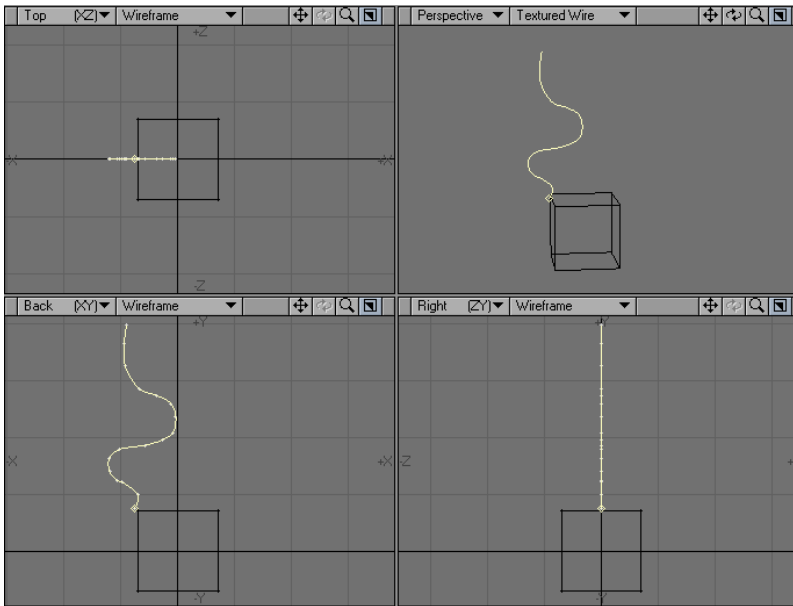 Top (XZ) Wireframe
Perspective Textured Wire
+Z
-X
+X
-Z
Back (XY) Wireframe
Right (ZY) Wireframe
+Y
+Y
-X
+X
-Z
+
-Y
-Y